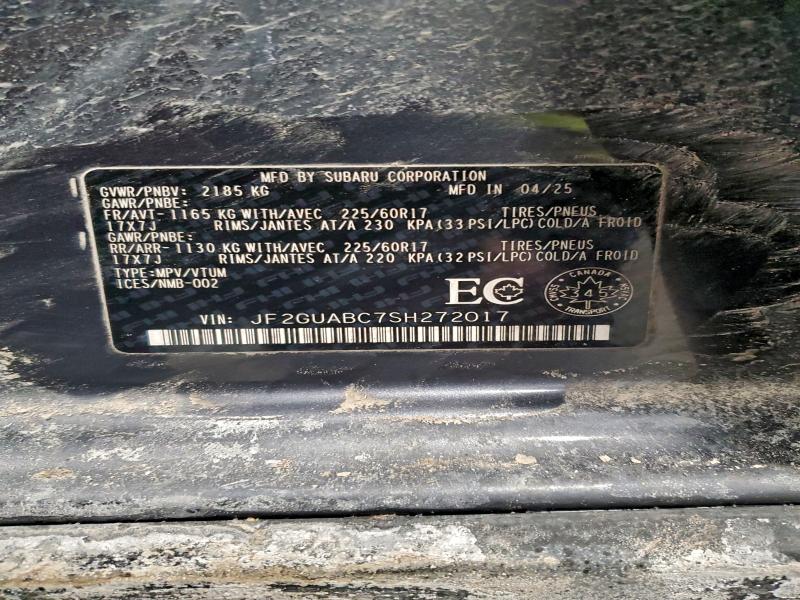 MFD BY SUBARU CORPORATION
GVWR/PNBV: 2185 KG MFD IN 04/25
GAWR/PNBE:
FR/AVT-1165 KG WITH/AVEC 225/60R17 TIRES/PNEUS
17X7J RIMS/JANTES AT/A 230 KPA(33 PSI/LPC)COLD/A FROID
GAWR/PNBE:
RR/ARR-1130 KG WITH/AVEC 225/60R17 TIRES/PNEUS
17X7J RIMS/JANTES AT/A 220 KPA(32 PSI/LPC)COLD/A FROID
TYPE:MPV/VTUM
ICES/NMB-002
EC
CANADA
TRANSPORT
VIN: JF2GUABC7SH272017